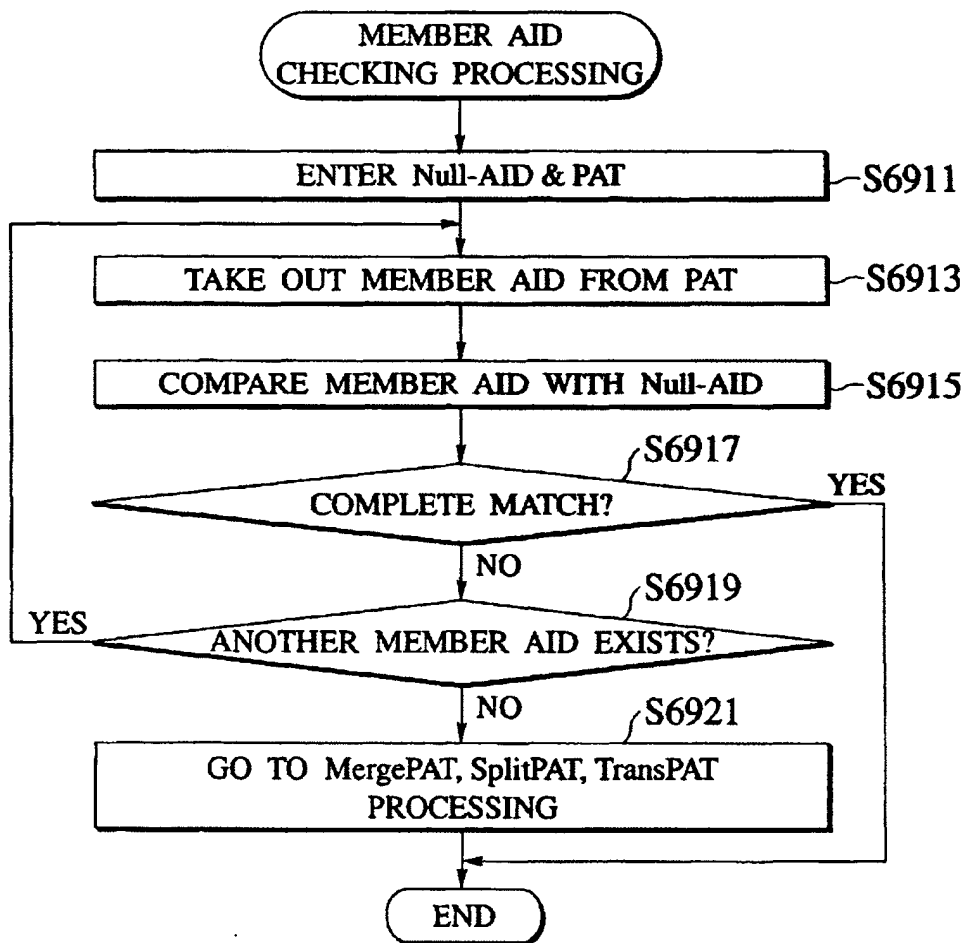 MEMBER AID
CHECKING PROCESSING
ENTER Null-AID & PAT
S6911
TAKE OUT MEMBER AID FROM PAT
S6913
COMPARE MEMBER AID WITH Null-AID
S6915
S6917
COMPLETE MATCH?
YES
NO
S6919
YES
ANOTHER MEMBER AID EXISTS?
NO
S6921
GO TO MergePAT, SplitPAT, TransPAT
PROCESSING
END